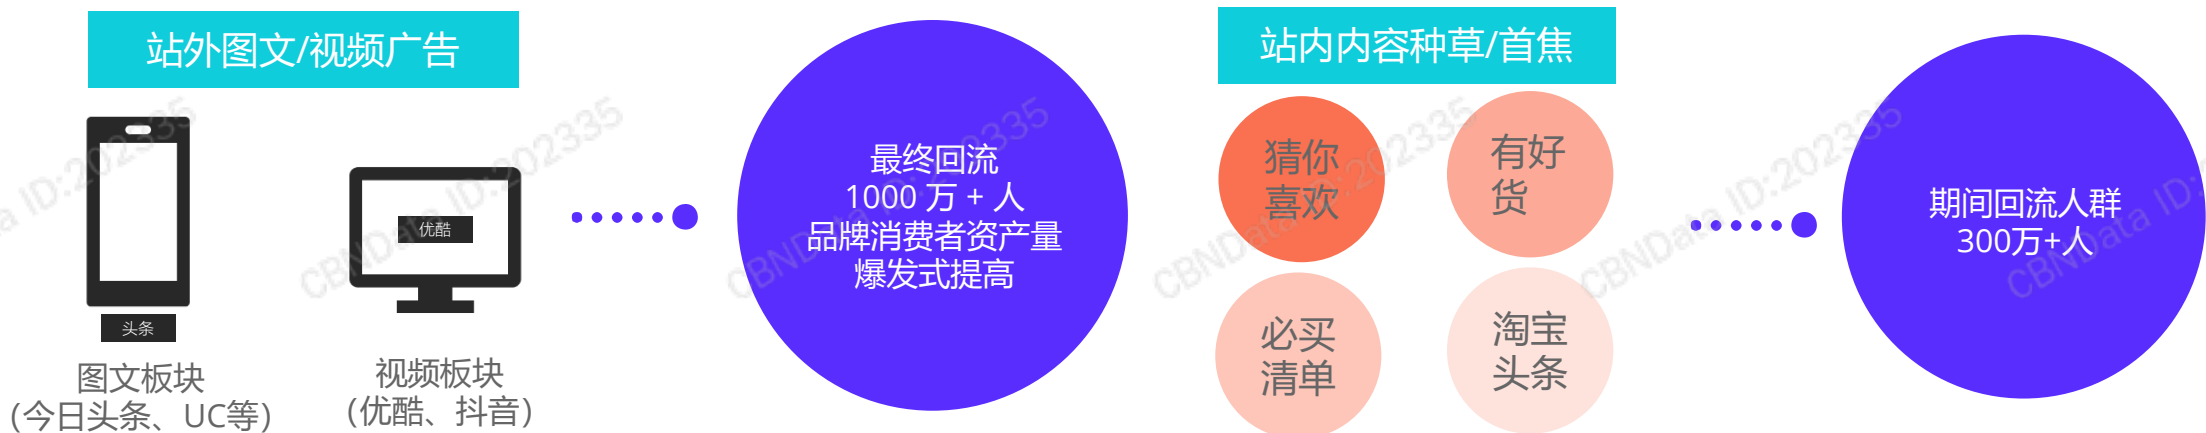 站外图文/视频广告
头条
图文板块
(今日头条、UC等)
优酷
视频板块
(优酷、抖音)
最终回流
1000 万 + 人
品牌消费者资产量
爆发式提高
站内内容种草/首焦
猜你
喜欢
有好
货
必买
清单
淘宝
头条
期间回流人群
300万+人
CBNData ID:202335